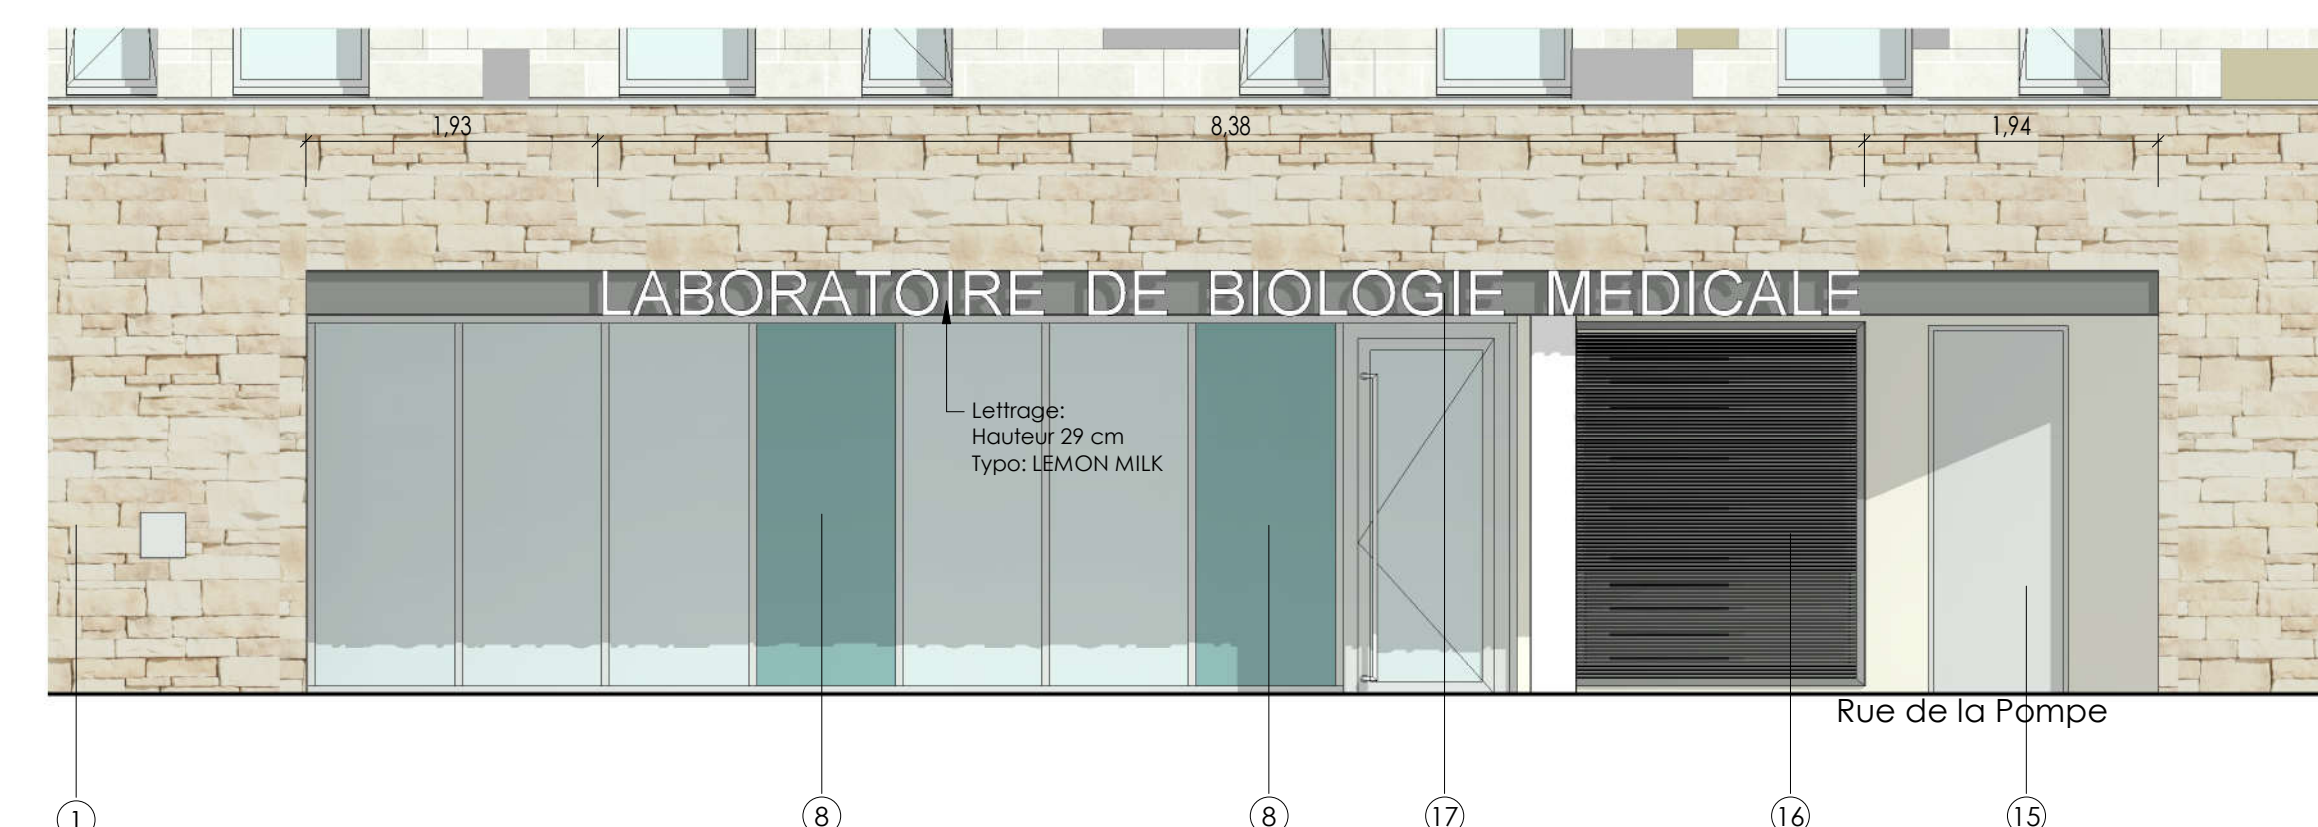 1,93
8,38
1,94
LABORATOIRE DE BIOLOGIE MEDICALE
Lettrage:
Hauteur 29 cm
Typo: LEMON MILK
Rue de la Pompe
1
8
8
17
16
15